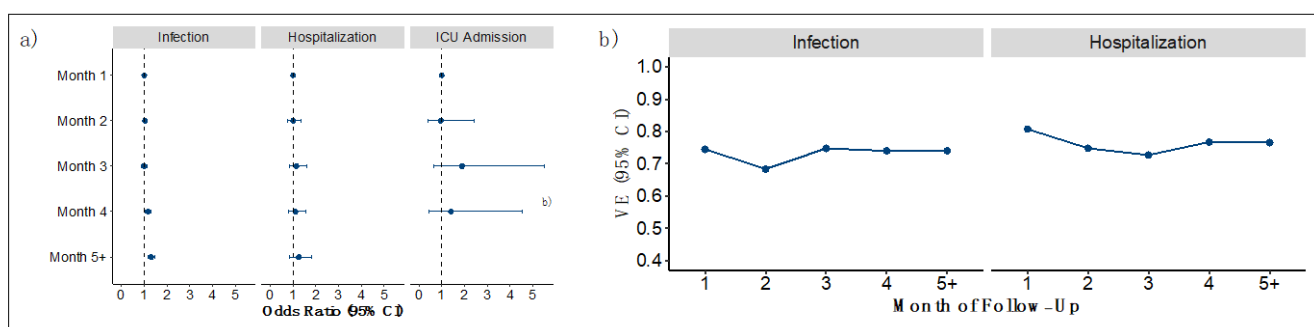 a)
Infection
Hospitalization
ICU Admission
Month 1
Month 2
Month 3
Month 4
Month 5+
b)
0 1 2 3 4 5
0 1 2 3 4 5
0 1 2 3 4 5
Odds Ratio (95% CI)
b)
Infection
Hospitalization
VE (95% CI)
1.0
0.9
0.8
0.7
0.6
0.5
0.4
1 2 3 4 5+
1 2 3 4 5+
Month of Follow-Up